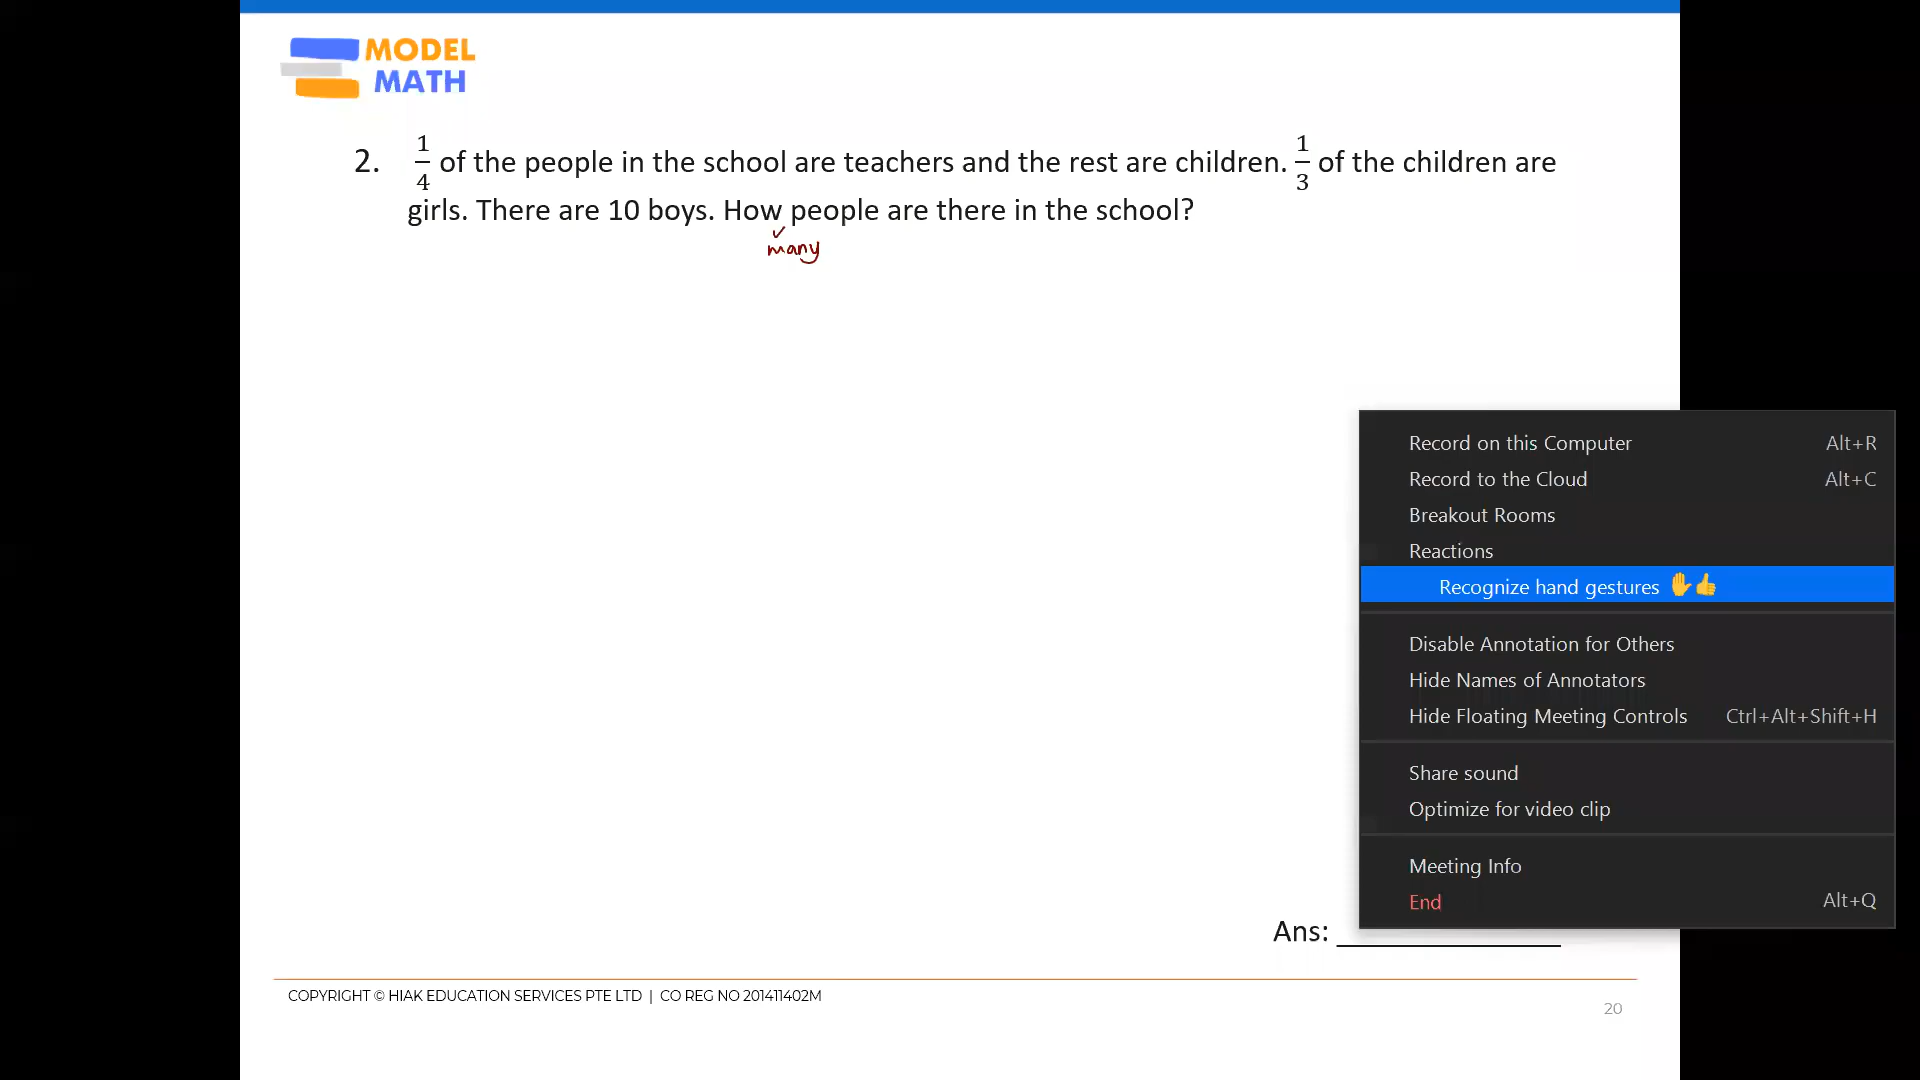 MODEL
MATH
2. 1/4 of the people in the school are teachers and the rest are children. 1/3 of the children are
girls. There are 10 boys. How people are there in the school?
✓
many
Record on this Computer Alt+R
Record to the Cloud Alt+C
Breakout Rooms
Reactions
Recognize hand gestures ✋👍
Disable Annotation for Others
Hide Names of Annotators
Hide Floating Meeting Controls Ctrl+Alt+Shift+H
Share sound
Optimize for video clip
Meeting Info
End Alt+Q
Ans: ______________
COPYRIGHT © HIAK EDUCATION SERVICES PTE LTD | CO REG NO 201411402M
20